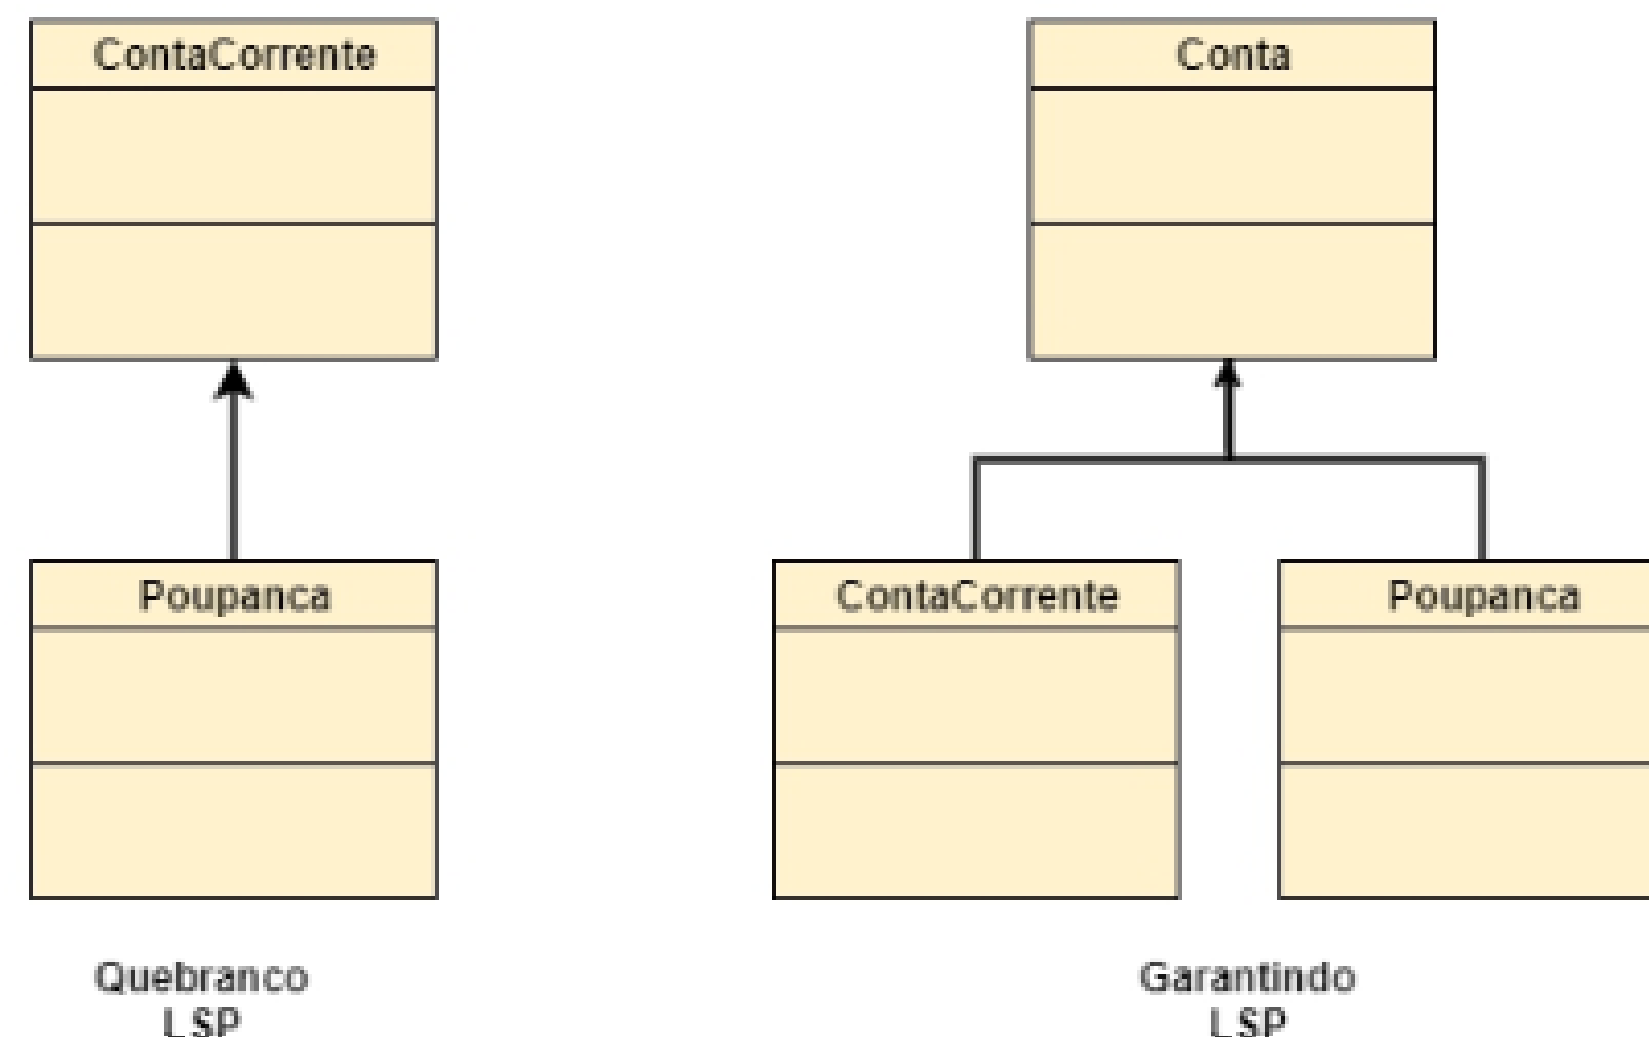 ContaCorrente
Conta
Poupanca
ContaCorrente
Poupanca
Quebranco
LSP
Garantindo
LSP